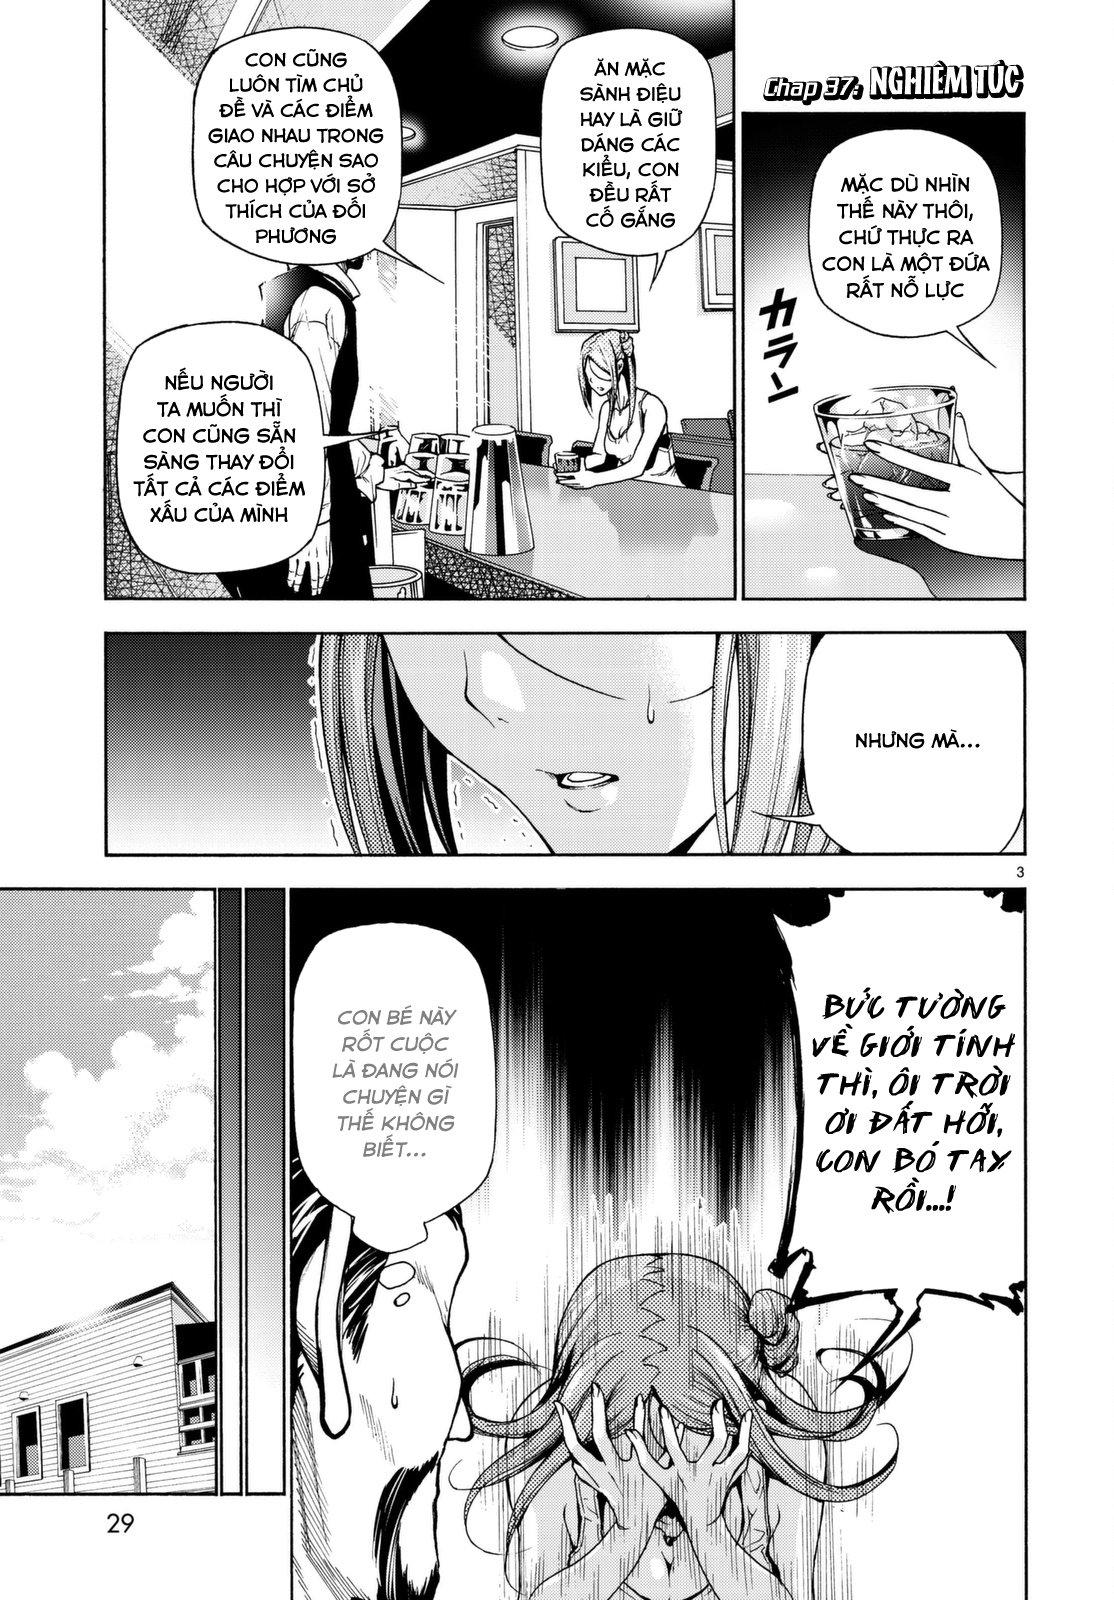 Chap 37: NGHIÊM TÚC
MẶC DÙ NHÌN
THẾ NÀY THÔI,
CHỨ THỰC RA
CON LÀ MỘT ĐỨA
RẤT NỖ LỰC
カラー
ĂN MẶC
SÀNH ĐIỆU
HAY LÀ GIỮ
DÁNG CÁC
KIỂU, CON
ĐỀU RẤT
CỐ GẮNG
CON CŨNG
LUÔN TÌM CHỦ
ĐỀ VÀ CÁC ĐIỂM
GIAO NHAU TRONG
CÂU CHUYỆN SAO
CHO HỢP VỚI SỞ
THÍCH CỦA ĐỐI
PHƯƠNG
NẾU NGƯỜI
TA MUỐN THÌ
CON CŨNG SẴN
SÀNG THAY ĐỔI
TẤT CẢ CÁC ĐIỂM
XẤU CỦA MÌNH
NHƯNG MÀ...
3
BỨC TƯỜNG
VỀ GIỚI TÍNH
THÌ, ÔI TRỜI
ƠI ĐẤT HỠI,
CON BÓ TAY
RỒI...!
CON BÉ NÀY
RỐT CUỘC
LÀ ĐANG NÓI
CHUYỆN GÌ
THẾ KHÔNG
BIẾT...
29